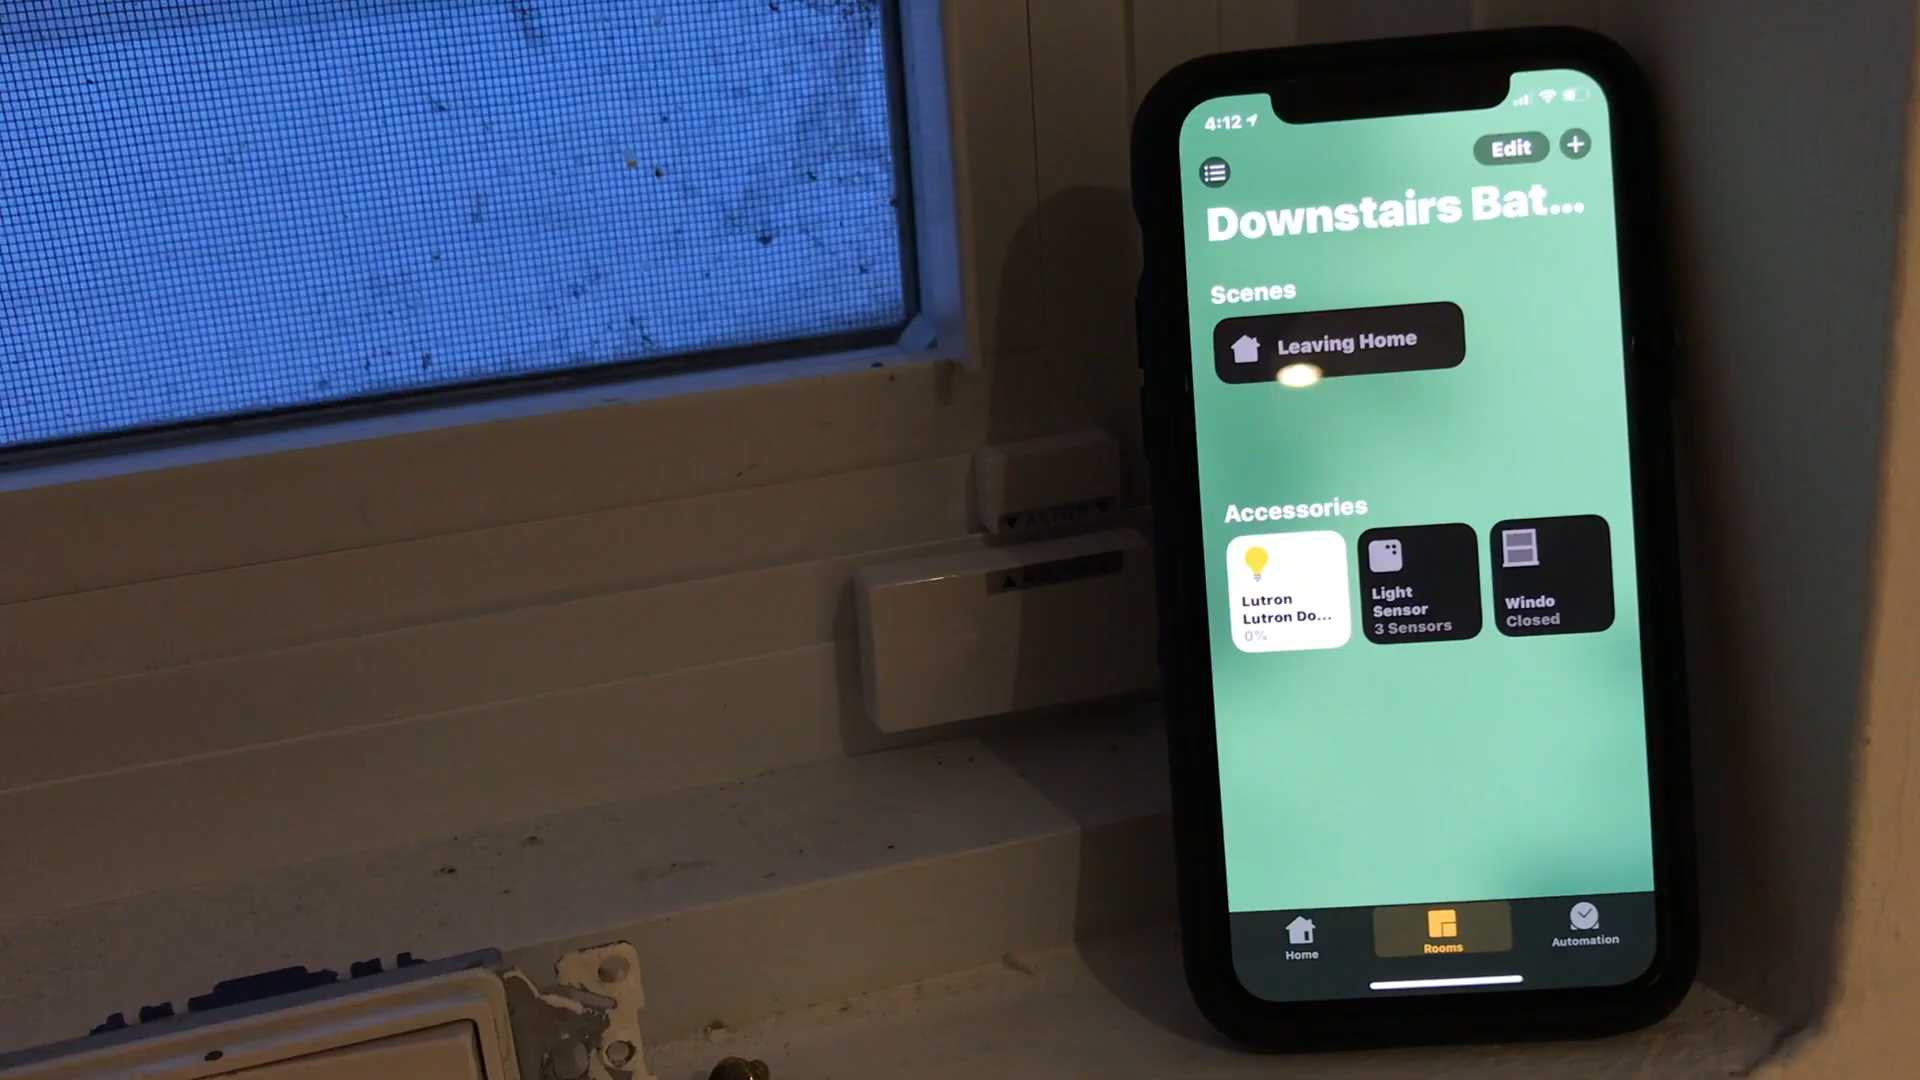 4:12
Edit
Downstairs Bat...
Scenes
Leaving Home
Accessories
Lutron
Lutron Do...
0%
Light
Sensor
3 Sensors
Windo
Closed
Home
Rooms
Automation
ALIGN